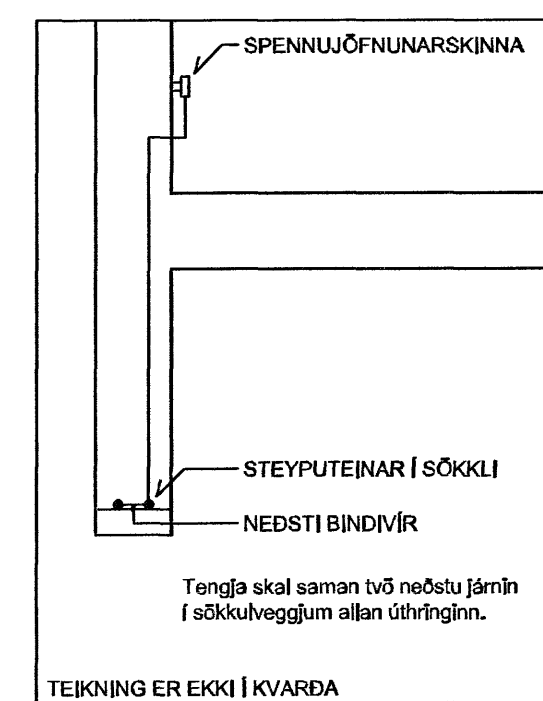 SPENNUJÖFNUNARSKINNA
STEYPUTEINAR Í SÖKKLI
NEÐSTI BINDIVÍR
Tengja skal saman tvö neðstu járnin
í sökkulveggjum allan úthringinn.
TEIKNING ER EKKI Í KVARÐA